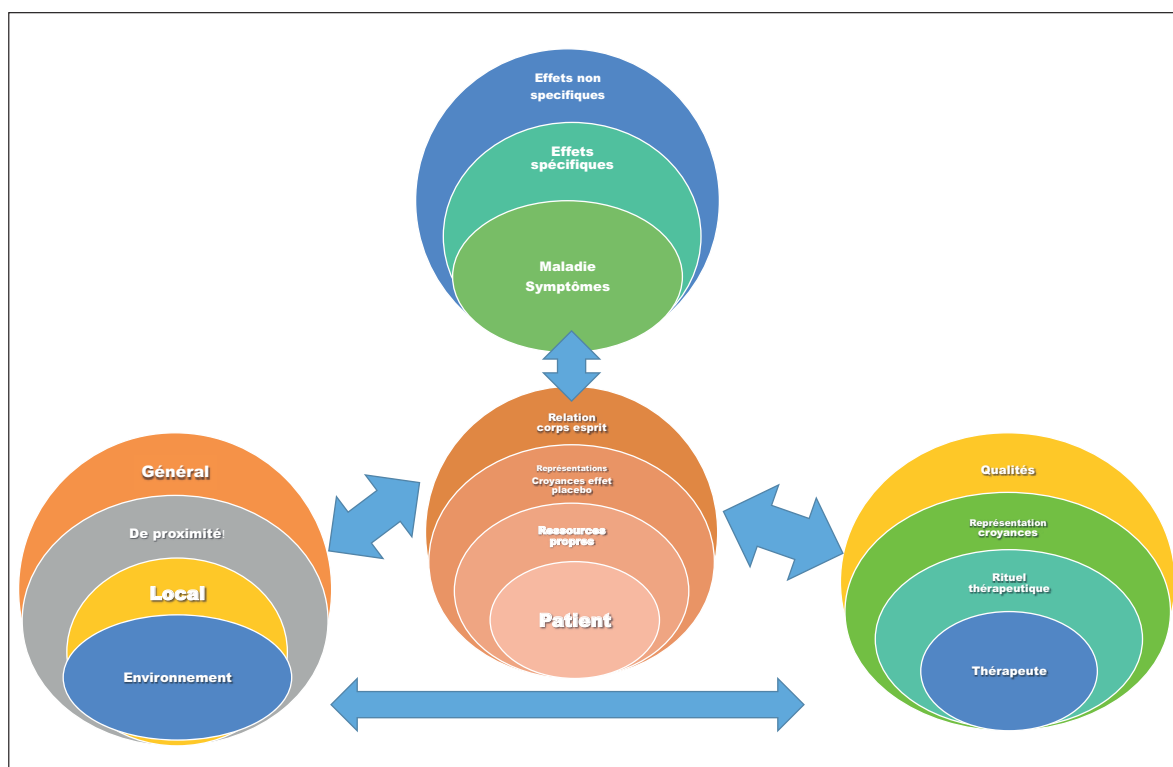 Effets non
specifiques
Effets
spécifiques
Maladie
Symptômes
Relation
corps esprit
Représentations
Croyances effet
placebo
Ressources
propres
Patient
Général
De proximité
Local
Environnement
Qualités
Représentation
croyances
Rituel
thérapeutique
Thérapeute